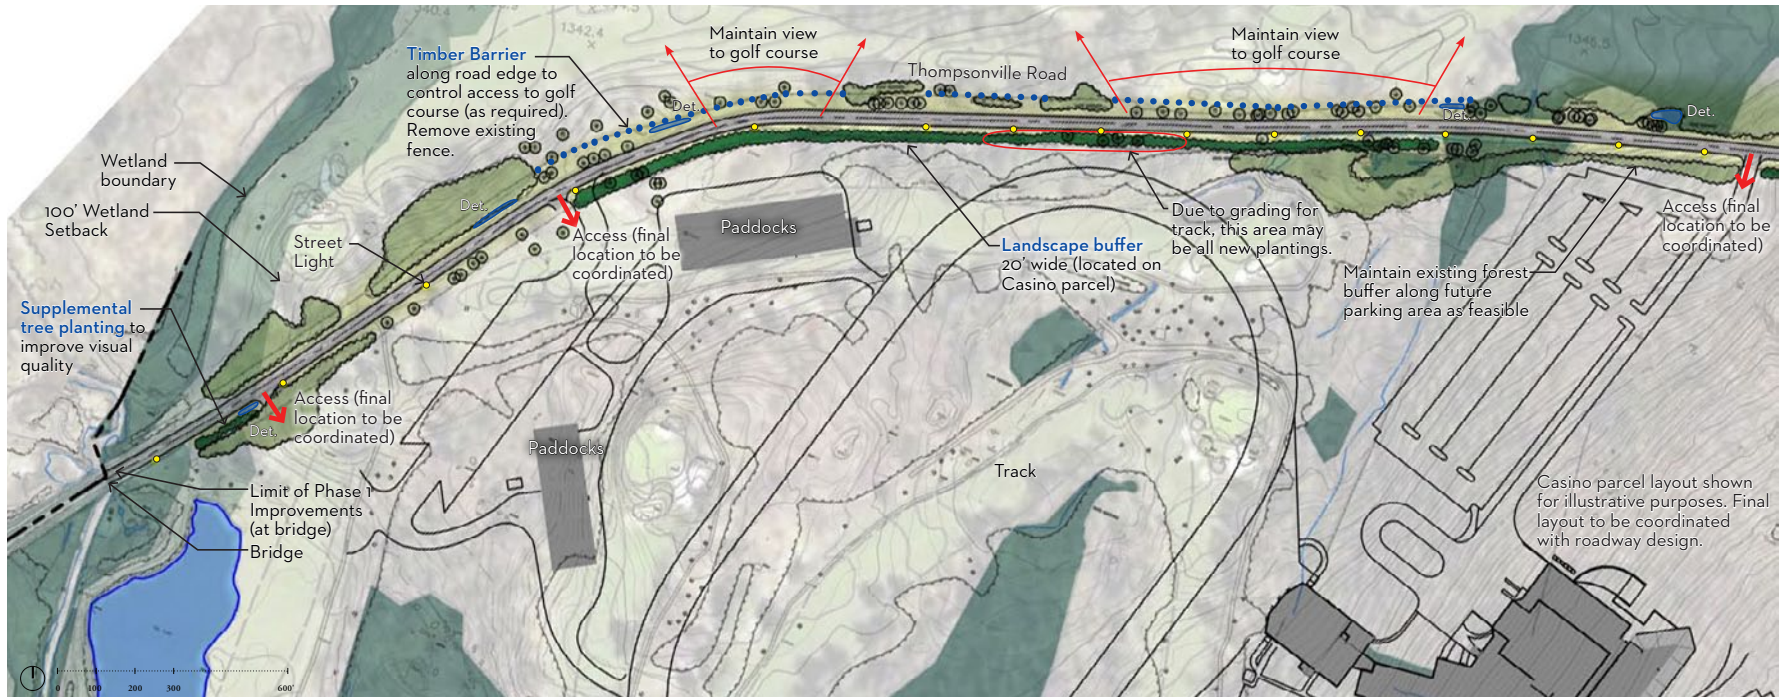 340.4
1342.4
1346.5
Maintain view
to golf course
Maintain view
to golf course
Timber Barrier
along road edge to
control access to golf
course (as required).
Remove existing
fence.
Thompsonville Road
Det.
Det.
Det.
Wetland
boundary
100' Wetland
Setback
Det.
Street
Light
Access (final
location to be
coordinated)
Paddocks
Landscape buffer
20' wide (located on
Casino parcel)
Due to grading for
track, this area may
be all new plantings.
Maintain existing forest
buffer along future
parking area as feasible
Access (final
location to be
coordinated)
Supplemental
tree planting to
improve visual
quality
Access (final
location to be
coordinated)
Det.
Paddocks
Track
Limit of Phase 1
Improvements
(at bridge)
Bridge
Casino parcel layout shown
for illustrative purposes. Final
layout to be coordinated
with roadway design.
0 100 200 300 600'